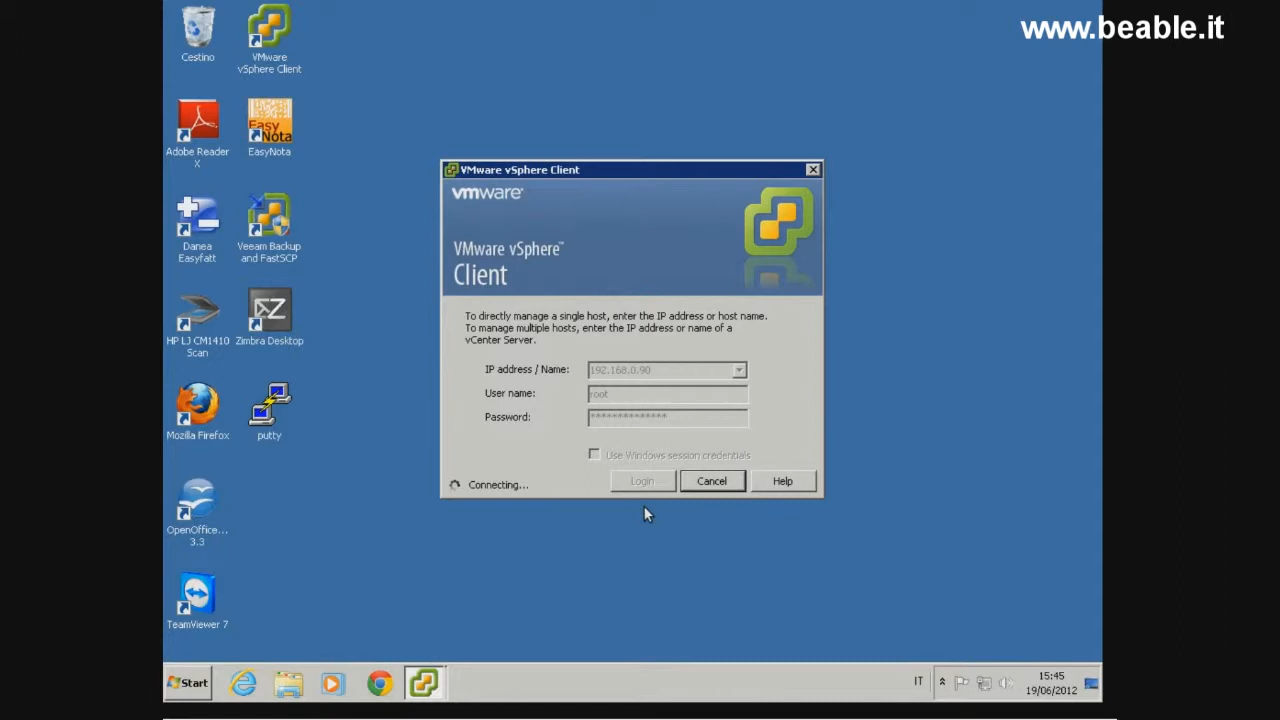 www.beable.it
Cestino
VMware
vSphere Client
Adobe Reader
X
EasyNota
EasyNota
Danea
Easyfatt
Veeam Backup
and FastSCP
HP LJ CM1410
Scan
Zimbra Desktop
Mozilla Firefox
putty
OpenOffice...
3.3
TeamViewer 7
VMware vSphere Client
vmware
VMware vSphere™
Client
To directly manage a single host, enter the IP address or host name.
To manage multiple hosts, enter the IP address or name of a
vCenter Server.
IP address / Name: 192.168.0.90
User name: root
Password: **************
Use Windows session credentials
Connecting... Login Cancel Help
Start
IT
15:45
19/06/2012